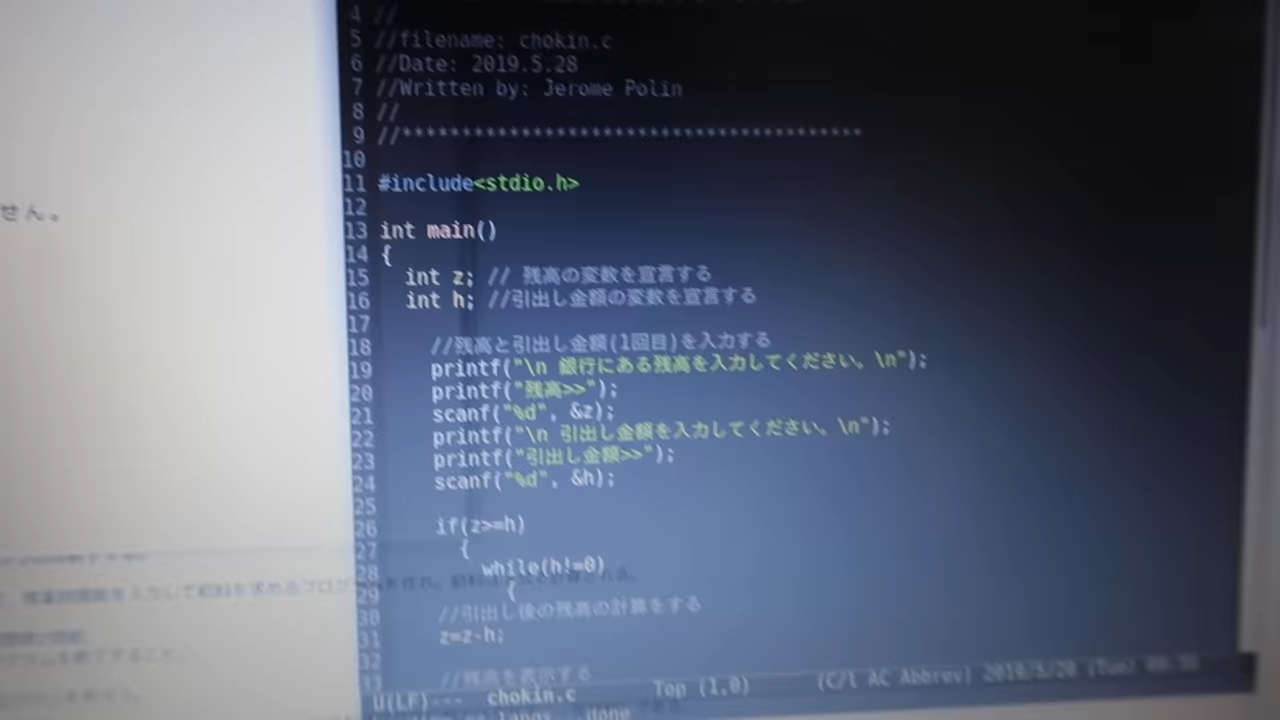 せん。
4 //
5 //filename: chokin.c
6 //Date: 2019.5.28
7 //Written by: Jerome Polin
8 //
9 //***************************************
10
11 #include<stdio.h>
12
13 int main()
14 {
15 int z; // 残高の変数を宣言する
16 int h; //引出し金額の変数を宣言する
17
18 //残高と引出し金額(1回目)を入力する
19 printf("\n 銀行にある残高を入力してください。\n");
20 printf("残高>>");
21 scanf("%d", &z);
22 printf("\n 引出し金額を入力してください。\n");
23 printf("引出し金額>>");
24 scanf("%d", &h);
25
26 if(z>=h)
27 {
28 while(h!=0)
29 {
30 //引出し後の残高の計算をする
31 z=z-h;
32
33 //残高を表示する
U(LF)--- chokin.c Top (1,0) (C/l AC Abbrev)